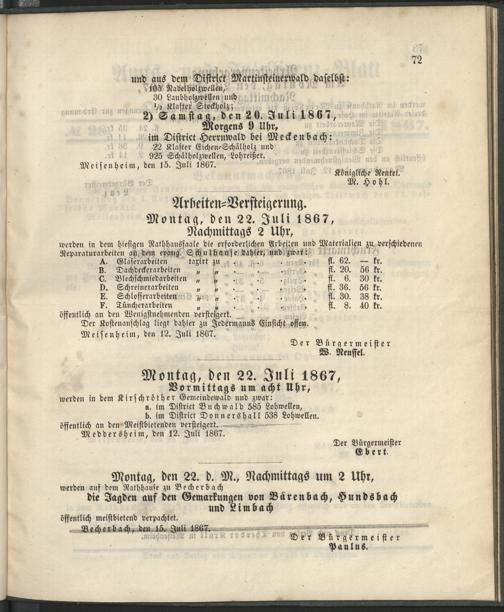 72
und aus dem District Martinsteinerwald daselbst:
105 Nadelholzwellen,
30 Laubholzwellen und
½ Klafter Stockholz;
2) Samstag, den 20. Juli 1867,
Morgens 9 Uhr,
im District Herrnwald bei Meckenbach:
22 Klafter Eichen-Schälholz und
925 Schälholzwellen, Lohreißer.
Meisenheim, den 15. Juli 1867.
Königliche Rentei.
M. Hohl.
Arbeiten-Versteigerung.
Montag, den 22. Juli 1867,
Nachmittags 2 Uhr,
werden in dem hiesigen Rathhaussaale die erforderlichen Arbeiten und Materialien zu verschiedenen
Reparaturarbeiten an dem evang. Schulhause dahier, und zwar:
A. Glaserarbeiten taxirt zu . . . . fl. 62. — kr.
B. Dachdeckerarbeiten „ „ . . . . fl. 20. 56 kr.
C. Blechschmidarbeiten „ „ . . . . fl. 6. 30 kr.
D. Schreinerarbeiten „ „ . . . . fl. 36. 56 kr.
E. Schlosserarbeiten „ „ . . . . fl. 30. 38 kr.
F. Tüncherarbeiten „ „ . . . . fl. 8. 40 kr.
öffentlich an den Wenigstnehmenden versteigert.
Der Kostenanschlag liegt dahier zu Jedermanns Einsicht offen.
Meisenheim, den 12. Juli 1867.
Der Bürgermeister
W. Reussel.
Montag, den 22. Juli 1867,
Vormittags um acht Uhr,
werden in dem Kirschröther Gemeindewald und zwar:
a. im District Buchwald 585 Lohwellen,
b. im District Donnershall 538 Lohwellen.
öffentlich an den Meistbietenden versteigert.
Meddersheim, den 12. Juli 1867.
Der Bürgermeister
Ebert.
Montag, den 22. d. M., Nachmittags um 2 Uhr,
werden auf dem Rathhause zu Becherbach
die Jagden auf den Gemarkungen von Bärenbach, Hundsbach
und Limbach
öffentlich meistbietend verpachtet.
Becherbach, den 15. Juli 1867.
Der Bürgermeister
Paulus.